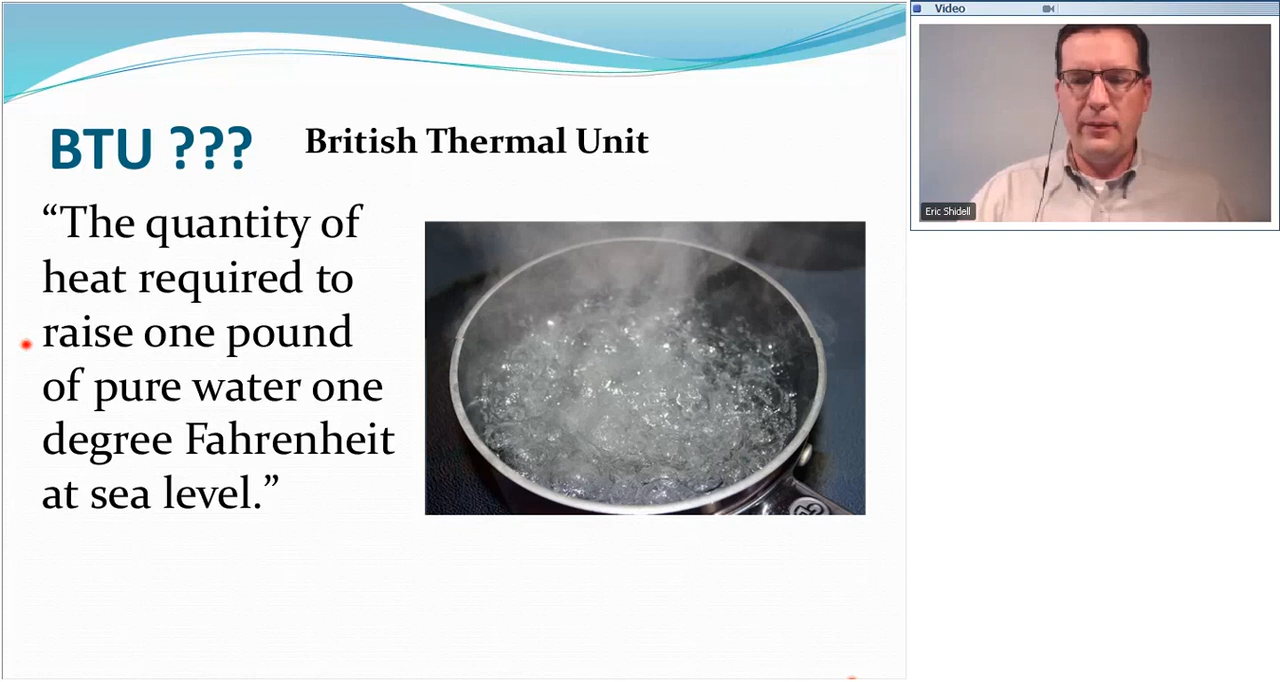 BTU ???
British Thermal Unit
“The quantity of
heat required to
raise one pound
of pure water one
degree Fahrenheit
at sea level.”
Video
Eric Shidell